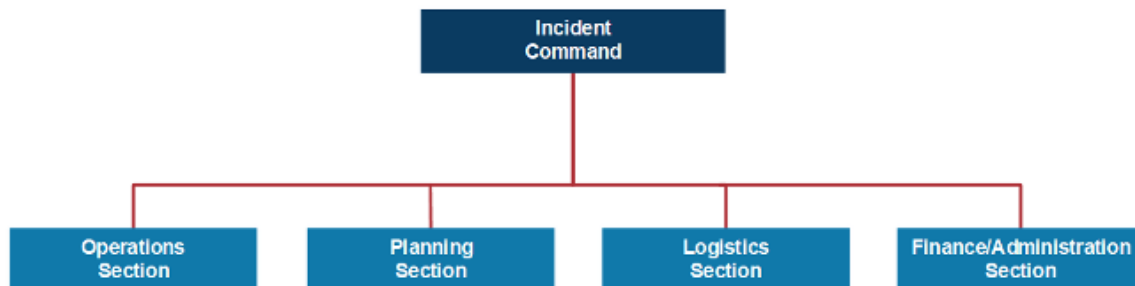 Incident
Command
Operations
Section
Planning
Section
Logistics
Section
Finance/Administration
Section